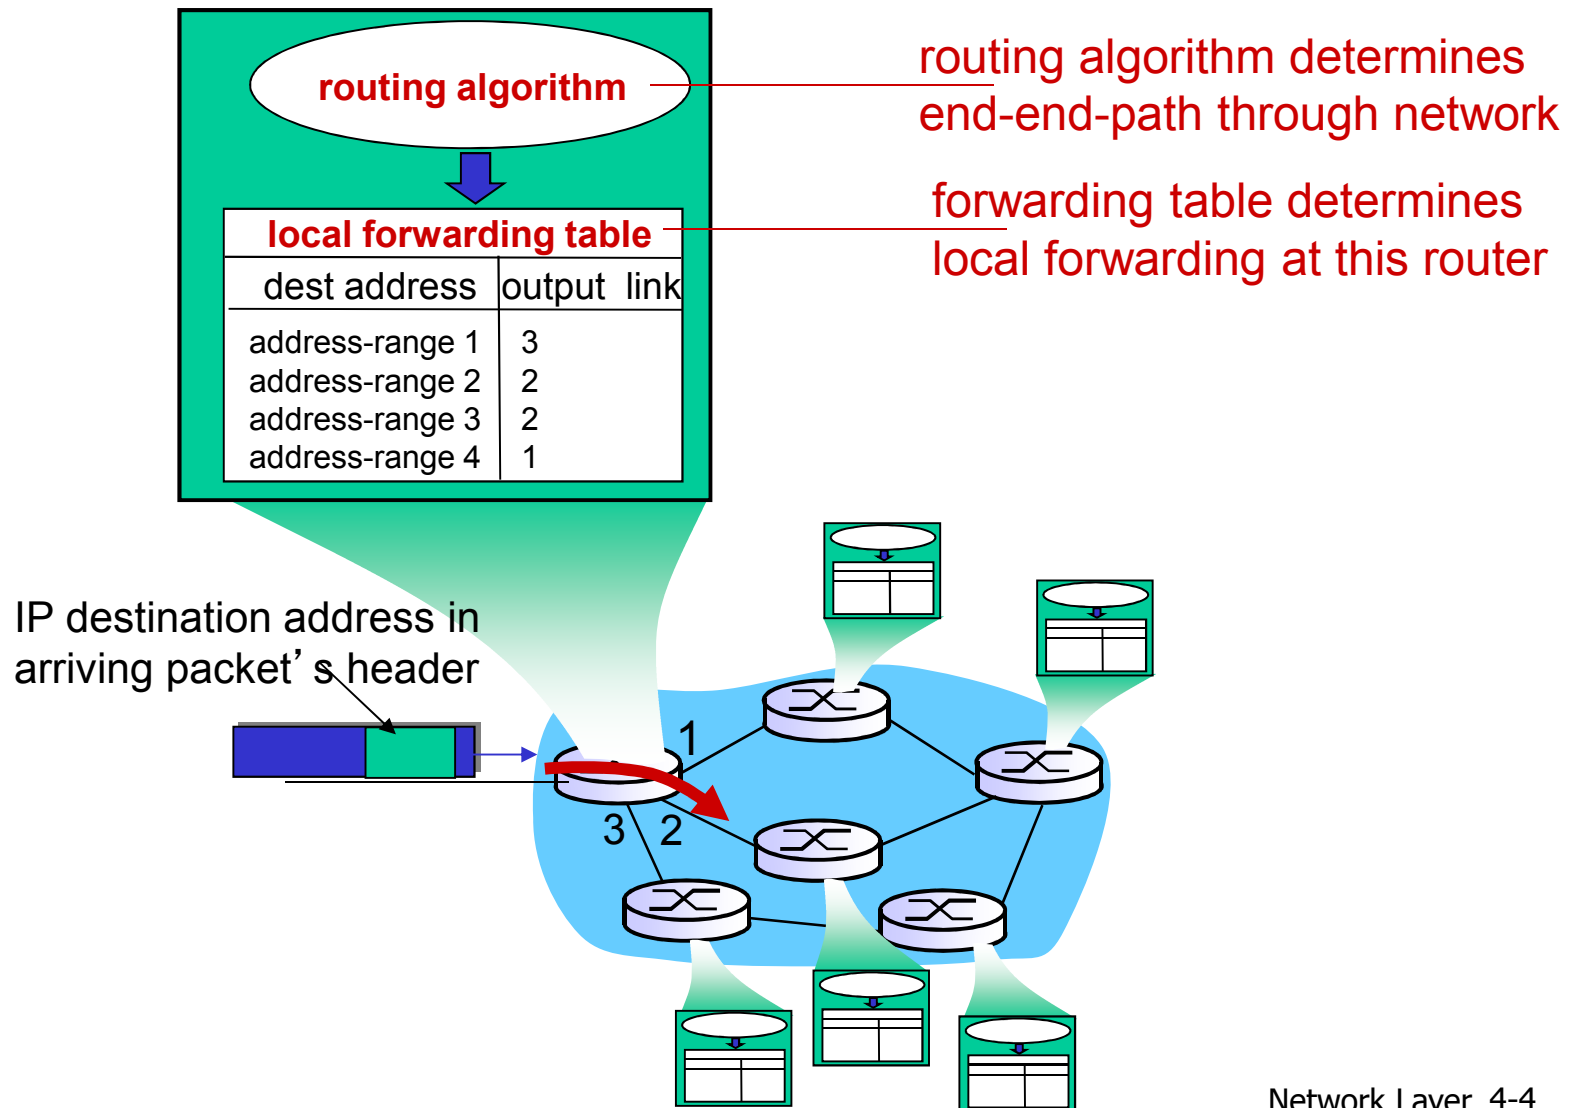 routing algorithm
routing algorithm determines
end-end-path through network
local forwarding table
forwarding table determines
local forwarding at this router
dest address output link
address-range 1 3
address-range 2 2
address-range 3 2
address-range 4 1
IP destination address in
arriving packet’s header
1
3 2
Network Layer 4-4